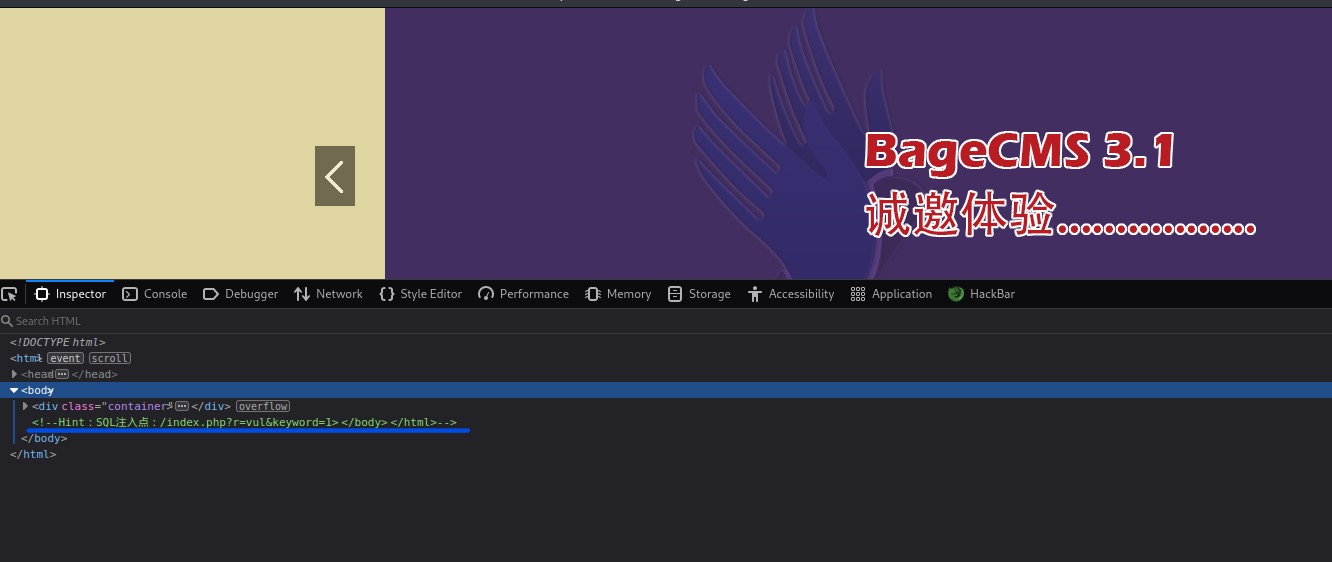 BageCMS 3.1
诚邀体验.................
Inspector Console Debugger Network Style Editor Performance Memory Storage Accessibility Application HackBar
Search HTML
<!DOCTYPE html>
<html> event scroll
<head> </head>
<body>
<div class="container"> </div> overflow
<!--Hint：SQL注入点：/index.php?r=vul&keyword=1> </body> </html>-->
</body>
</html>